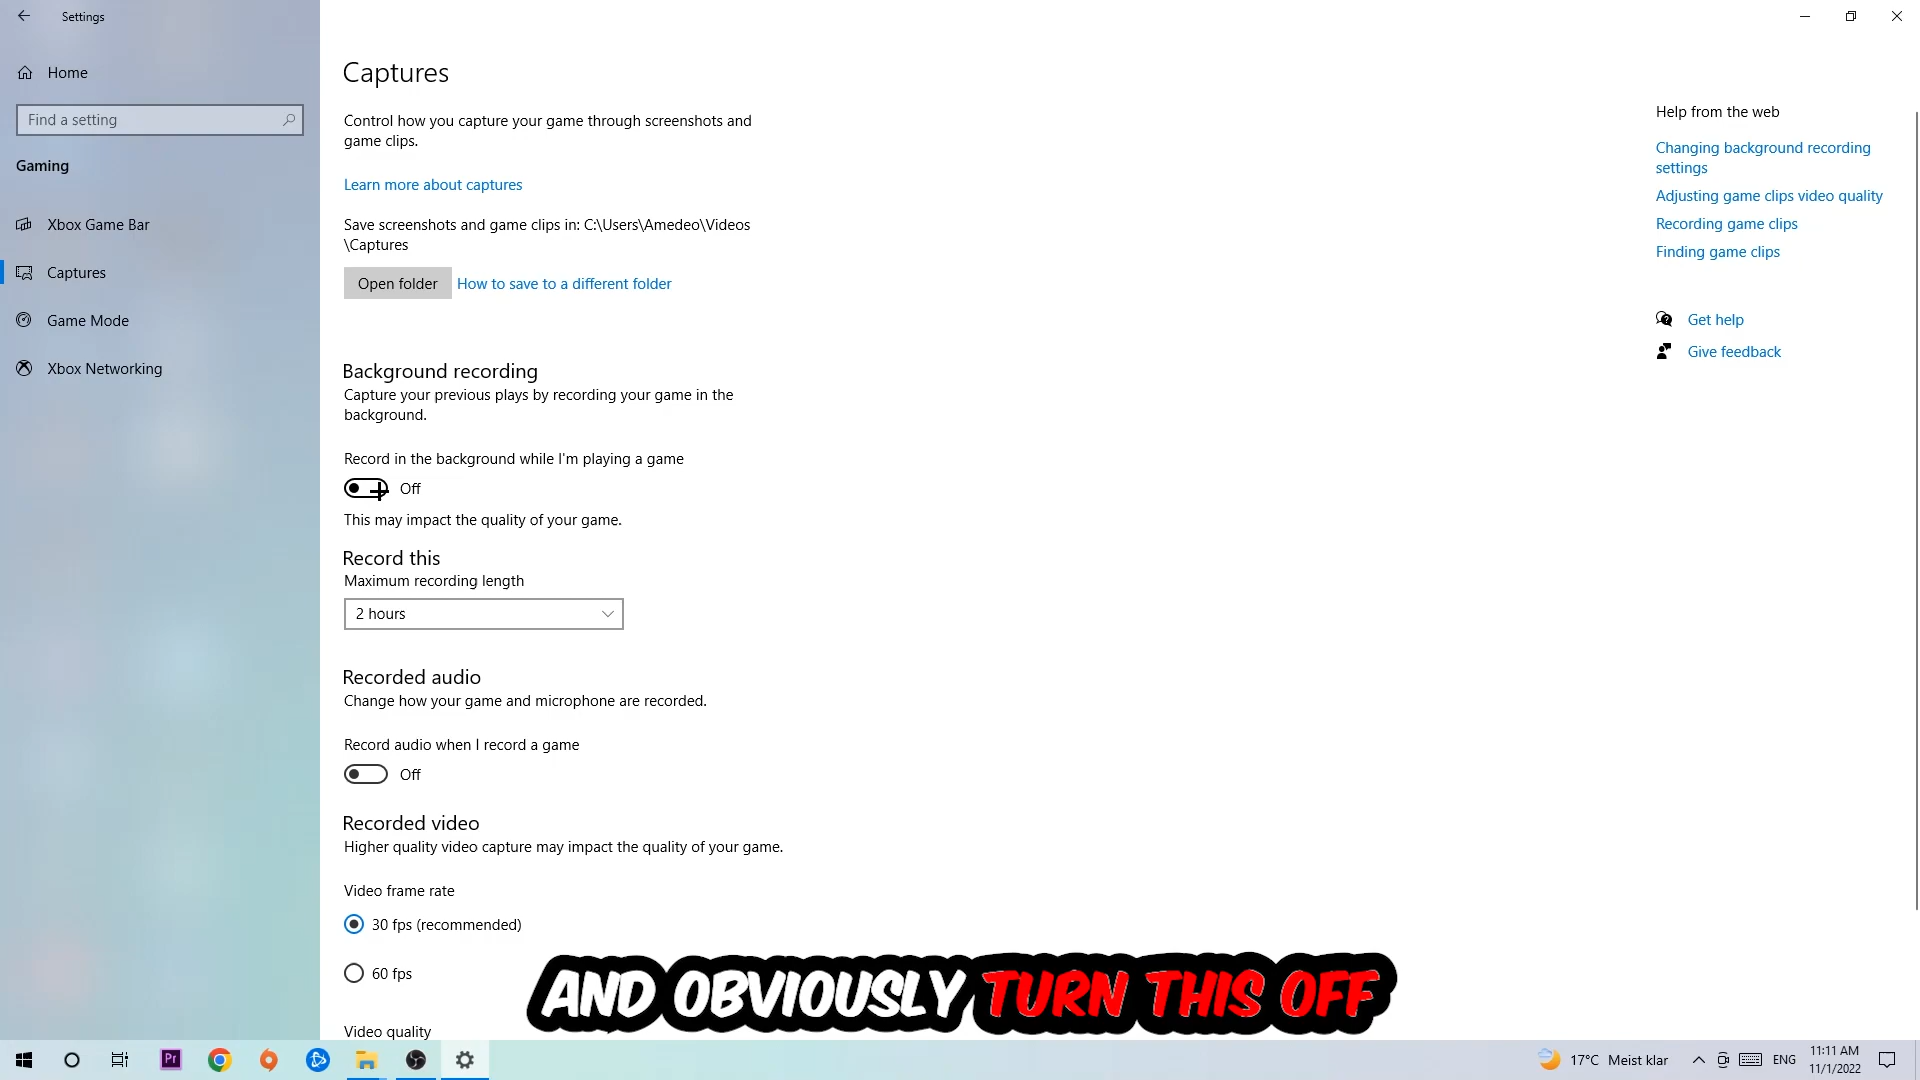 Settings
Home
Find a setting
Gaming
Xbox Game Bar
Captures
Game Mode
Xbox Networking
Captures
Control how you capture your game through screenshots and
game clips.
Learn more about captures
Save screenshots and game clips in: C:\Users\Amedeo\Videos
\Captures
Open folder
How to save to a different folder
Background recording
Capture your previous plays by recording your game in the
background.
Record in the background while I'm playing a game
Off
This may impact the quality of your game.
Record this
Maximum recording length
2 hours
Recorded audio
Change how your game and microphone are recorded.
Record audio when I record a game
Off
Recorded video
Higher quality video capture may impact the quality of your game.
Video frame rate
30 fps (recommended)
60 fps
Video quality
Help from the web
Changing background recording
settings
Adjusting game clips video quality
Recording game clips
Finding game clips
Get help
Give feedback
AND OBVIOUSLY TURN THIS OFF
Pr
17°C Meist klar
ENG
11:11 AM
11/1/2022